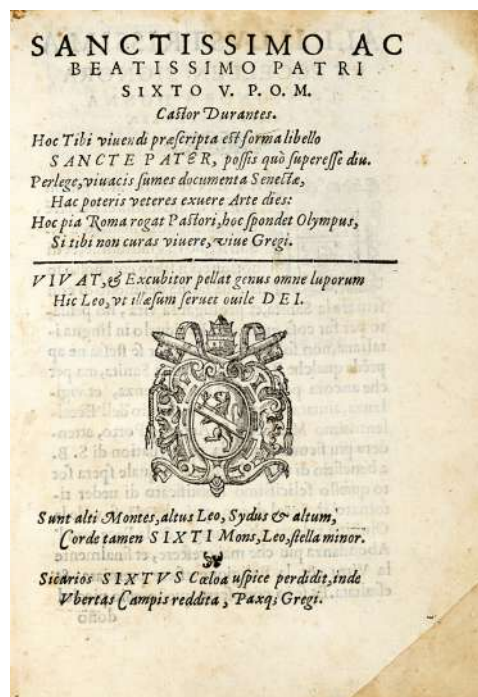 SANCTISSIMO AC
BEATISSIMO PATRI
SIXTO V. P. O. M.
Castor Durantes.
Hoc Tibi viuendi præscripta est forma libello
SANCTE PATER, possis quò superesse diu.
Perlege, viuacis sumes documenta Senectæ,
Hac poteris veteres exuere Arte dies:
Hoc pia Roma rogat Pastori, hoc spondet Olympus,
Si tibi non curas viuere, viue Gregi.
VIVAT, & Excubitor pellat genus omne luporum
Hic Leo, vt illæsum seruet ouile DEI.
Sunt alti Montes, altus Leo, Sydus & altum,
Corde tamen SIXTI Mons, Leo, stella minor.
Sicarios SIXTVS Cœloa uspice perdidit, inde
Vbertas Campis reddita, Paxq; Gregi.